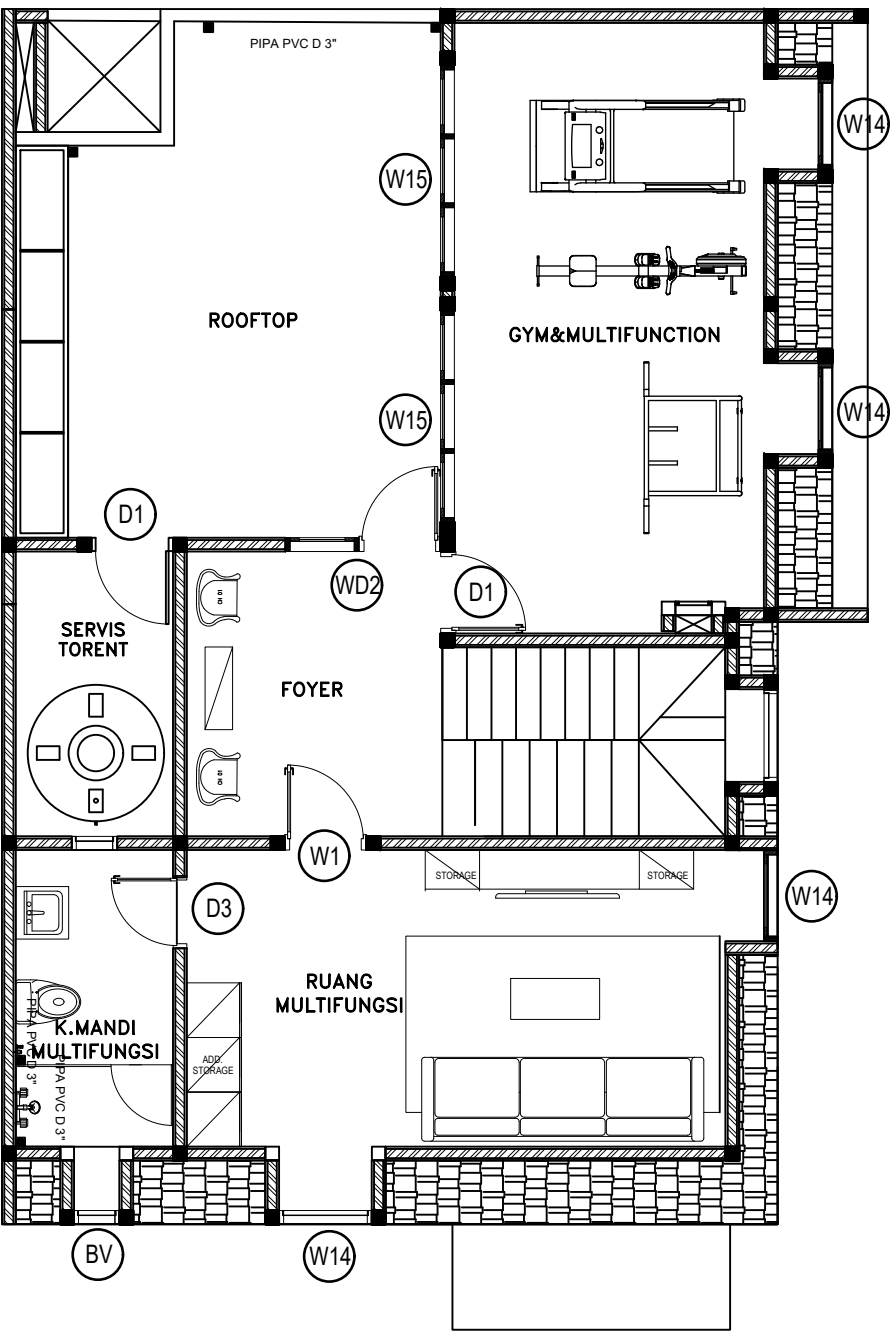 PIPA PVC D 3"
W14
W15
ROOFTOP
GYM&MULTIFUNCTION
W15
W14
D1
WD2
D1
SERVIS
TORENT
FOYER
W1
STORAGE
STORAGE
D3
W14
RUANG
MULTIFUNGSI
K.MANDI
MULTIFUNGSI
PIPA PVC D 3"
PIPA PVC D 3"
ADD.
STORAGE
BV
W14